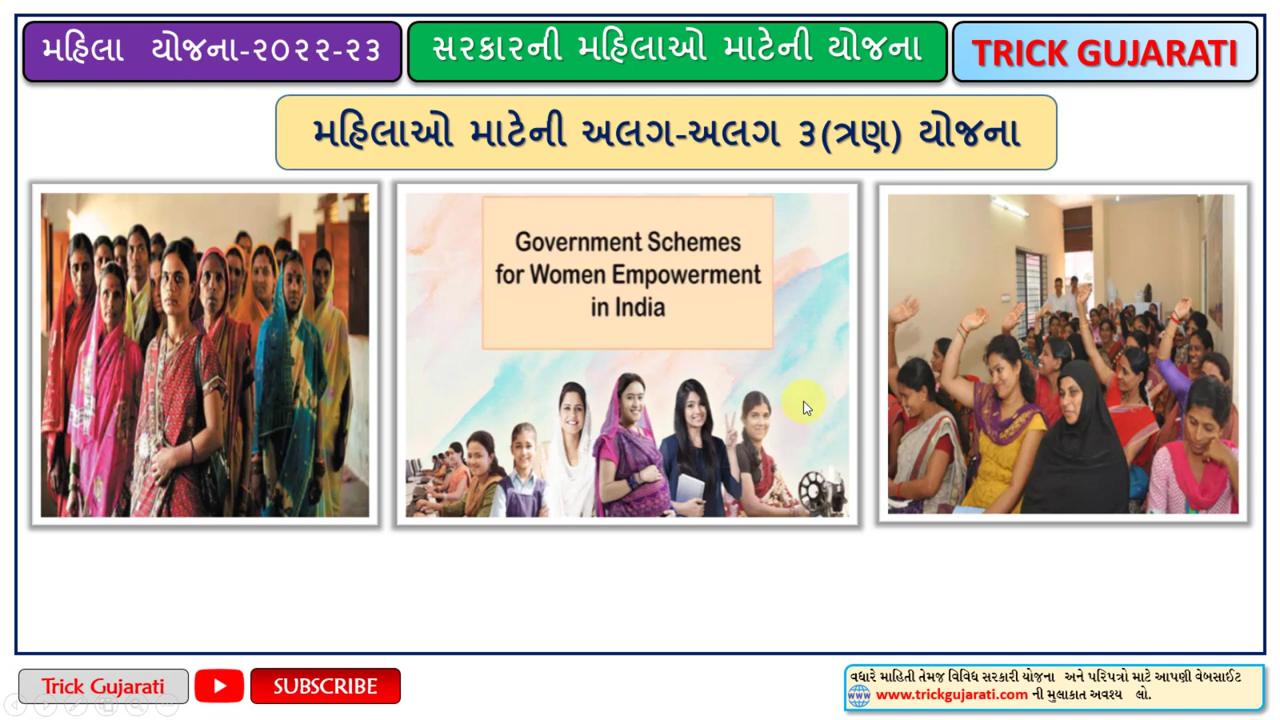 મહિલા યોજના-૨૦૨૨-૨૩
સરકારની મહિલાઓ માટેની યોજના
TRICK GUJARATI
મહિલાઓ માટેની અલગ-અલગ ૩(ત્રણ) યોજના
Government Schemes
for Women Empowerment
in India
Trick Gujarati
SUBSCRIBE
વધારે માહિતી તેમજ વિવિધ સરકારી યોજના અને પરિપત્રો માટે આપણી વેબસાઈટ
www.trickgujarati.com ની મુલાકાત અવશ્ય લો.